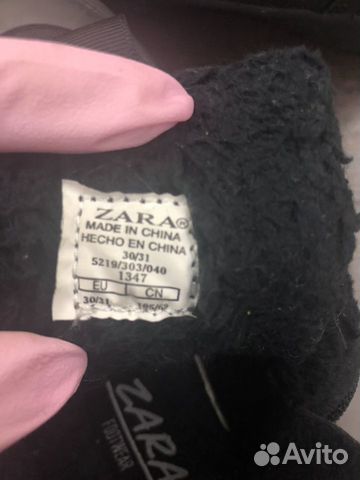 ZARA®
MADE IN CHINA
HECHO EN CHINA
30/31
5219/303/040
1347
EU CN
30/31
ZARA
FOOTWEAR
Avito